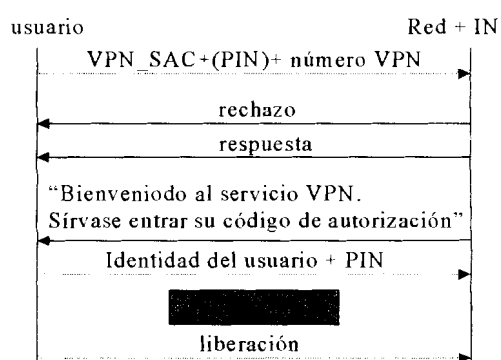 usuario Red + IN
VPN_SAC+(PIN)+ número VPN
rechazo
respuesta
“Bienveniodo al servicio VPN.
Sírvase entrar su código de autorización”
Identidad del usuario + PIN
liberación